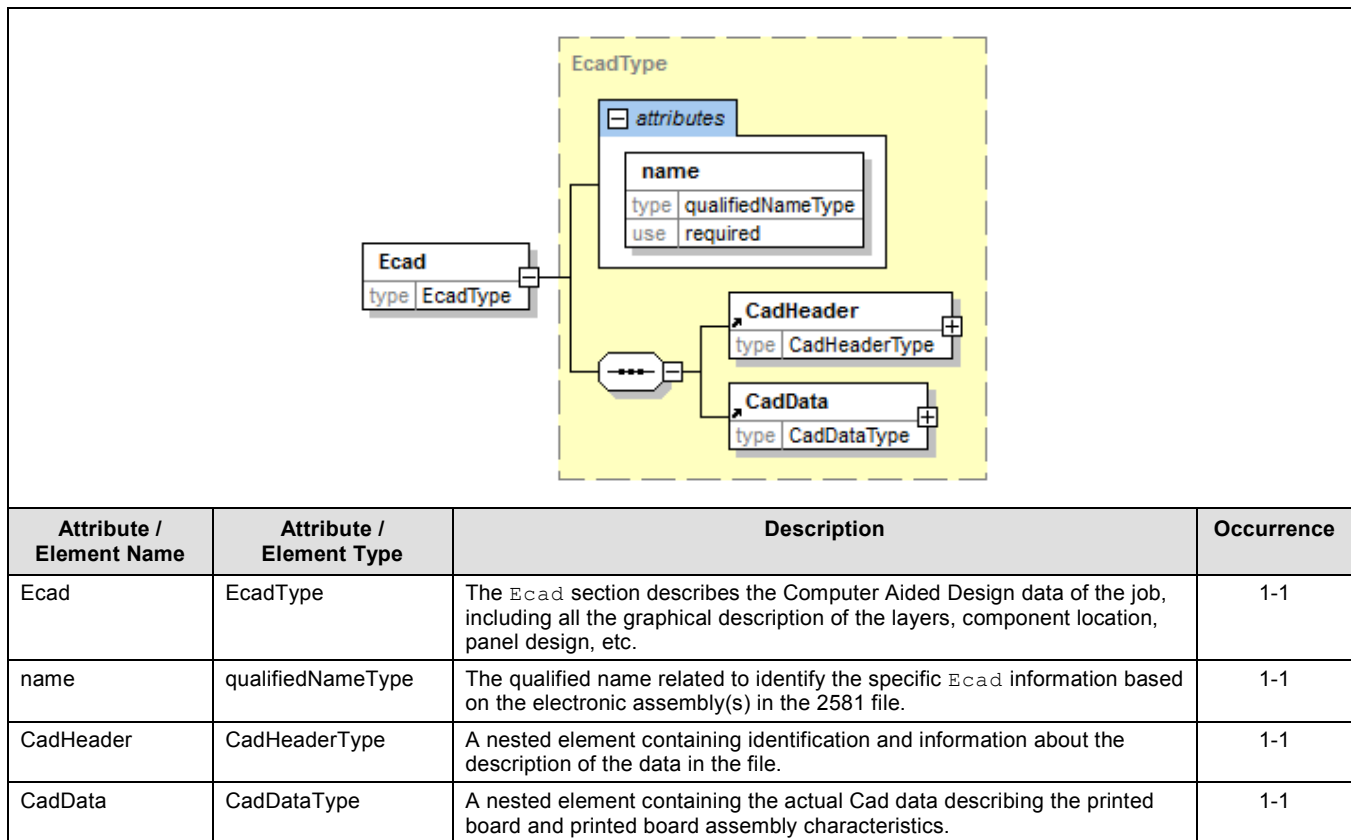 EcadType
attributes
name
type qualifiedNameType
use required
Ecad
type EcadType
CadHeader
type CadHeaderType
CadData
type CadDataType
Attribute / Element Name Attribute / Element Type Description Occurrence
Ecad EcadType The Ecad section describes the Computer Aided Design data of the job, 1-1
including all the graphical description of the layers, component location,
panel design, etc.
name qualifiedNameType The qualified name related to identify the specific Ecad information based 1-1
on the electronic assembly(s) in the 2581 file.
CadHeader CadHeaderType A nested element containing identification and information about the 1-1
description of the data in the file.
CadData CadDataType A nested element containing the actual Cad data describing the printed 1-1
board and printed board assembly characteristics.